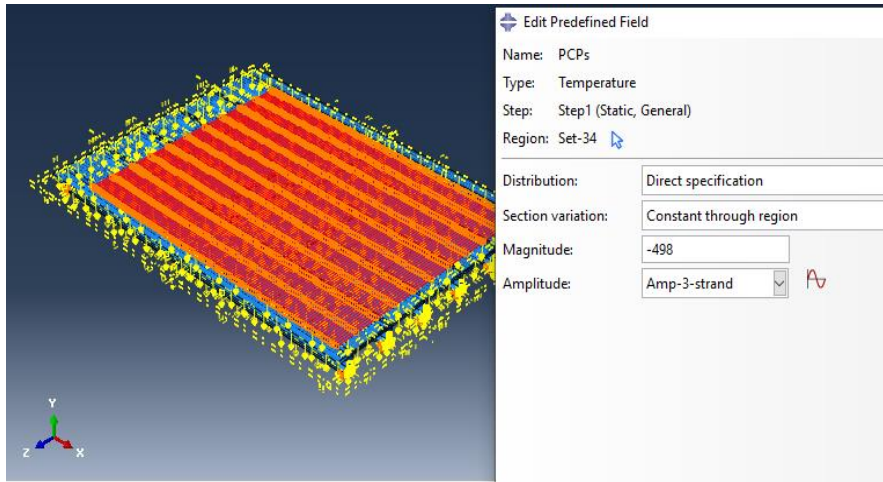 Edit Predefined Field
Name: PCPs
Type: Temperature
Step: Step1 (Static, General)
Region: Set-34
Distribution: Direct specification
Section variation: Constant through region
Magnitude: -498
Amplitude: Amp-3-strand
Y
Z
X